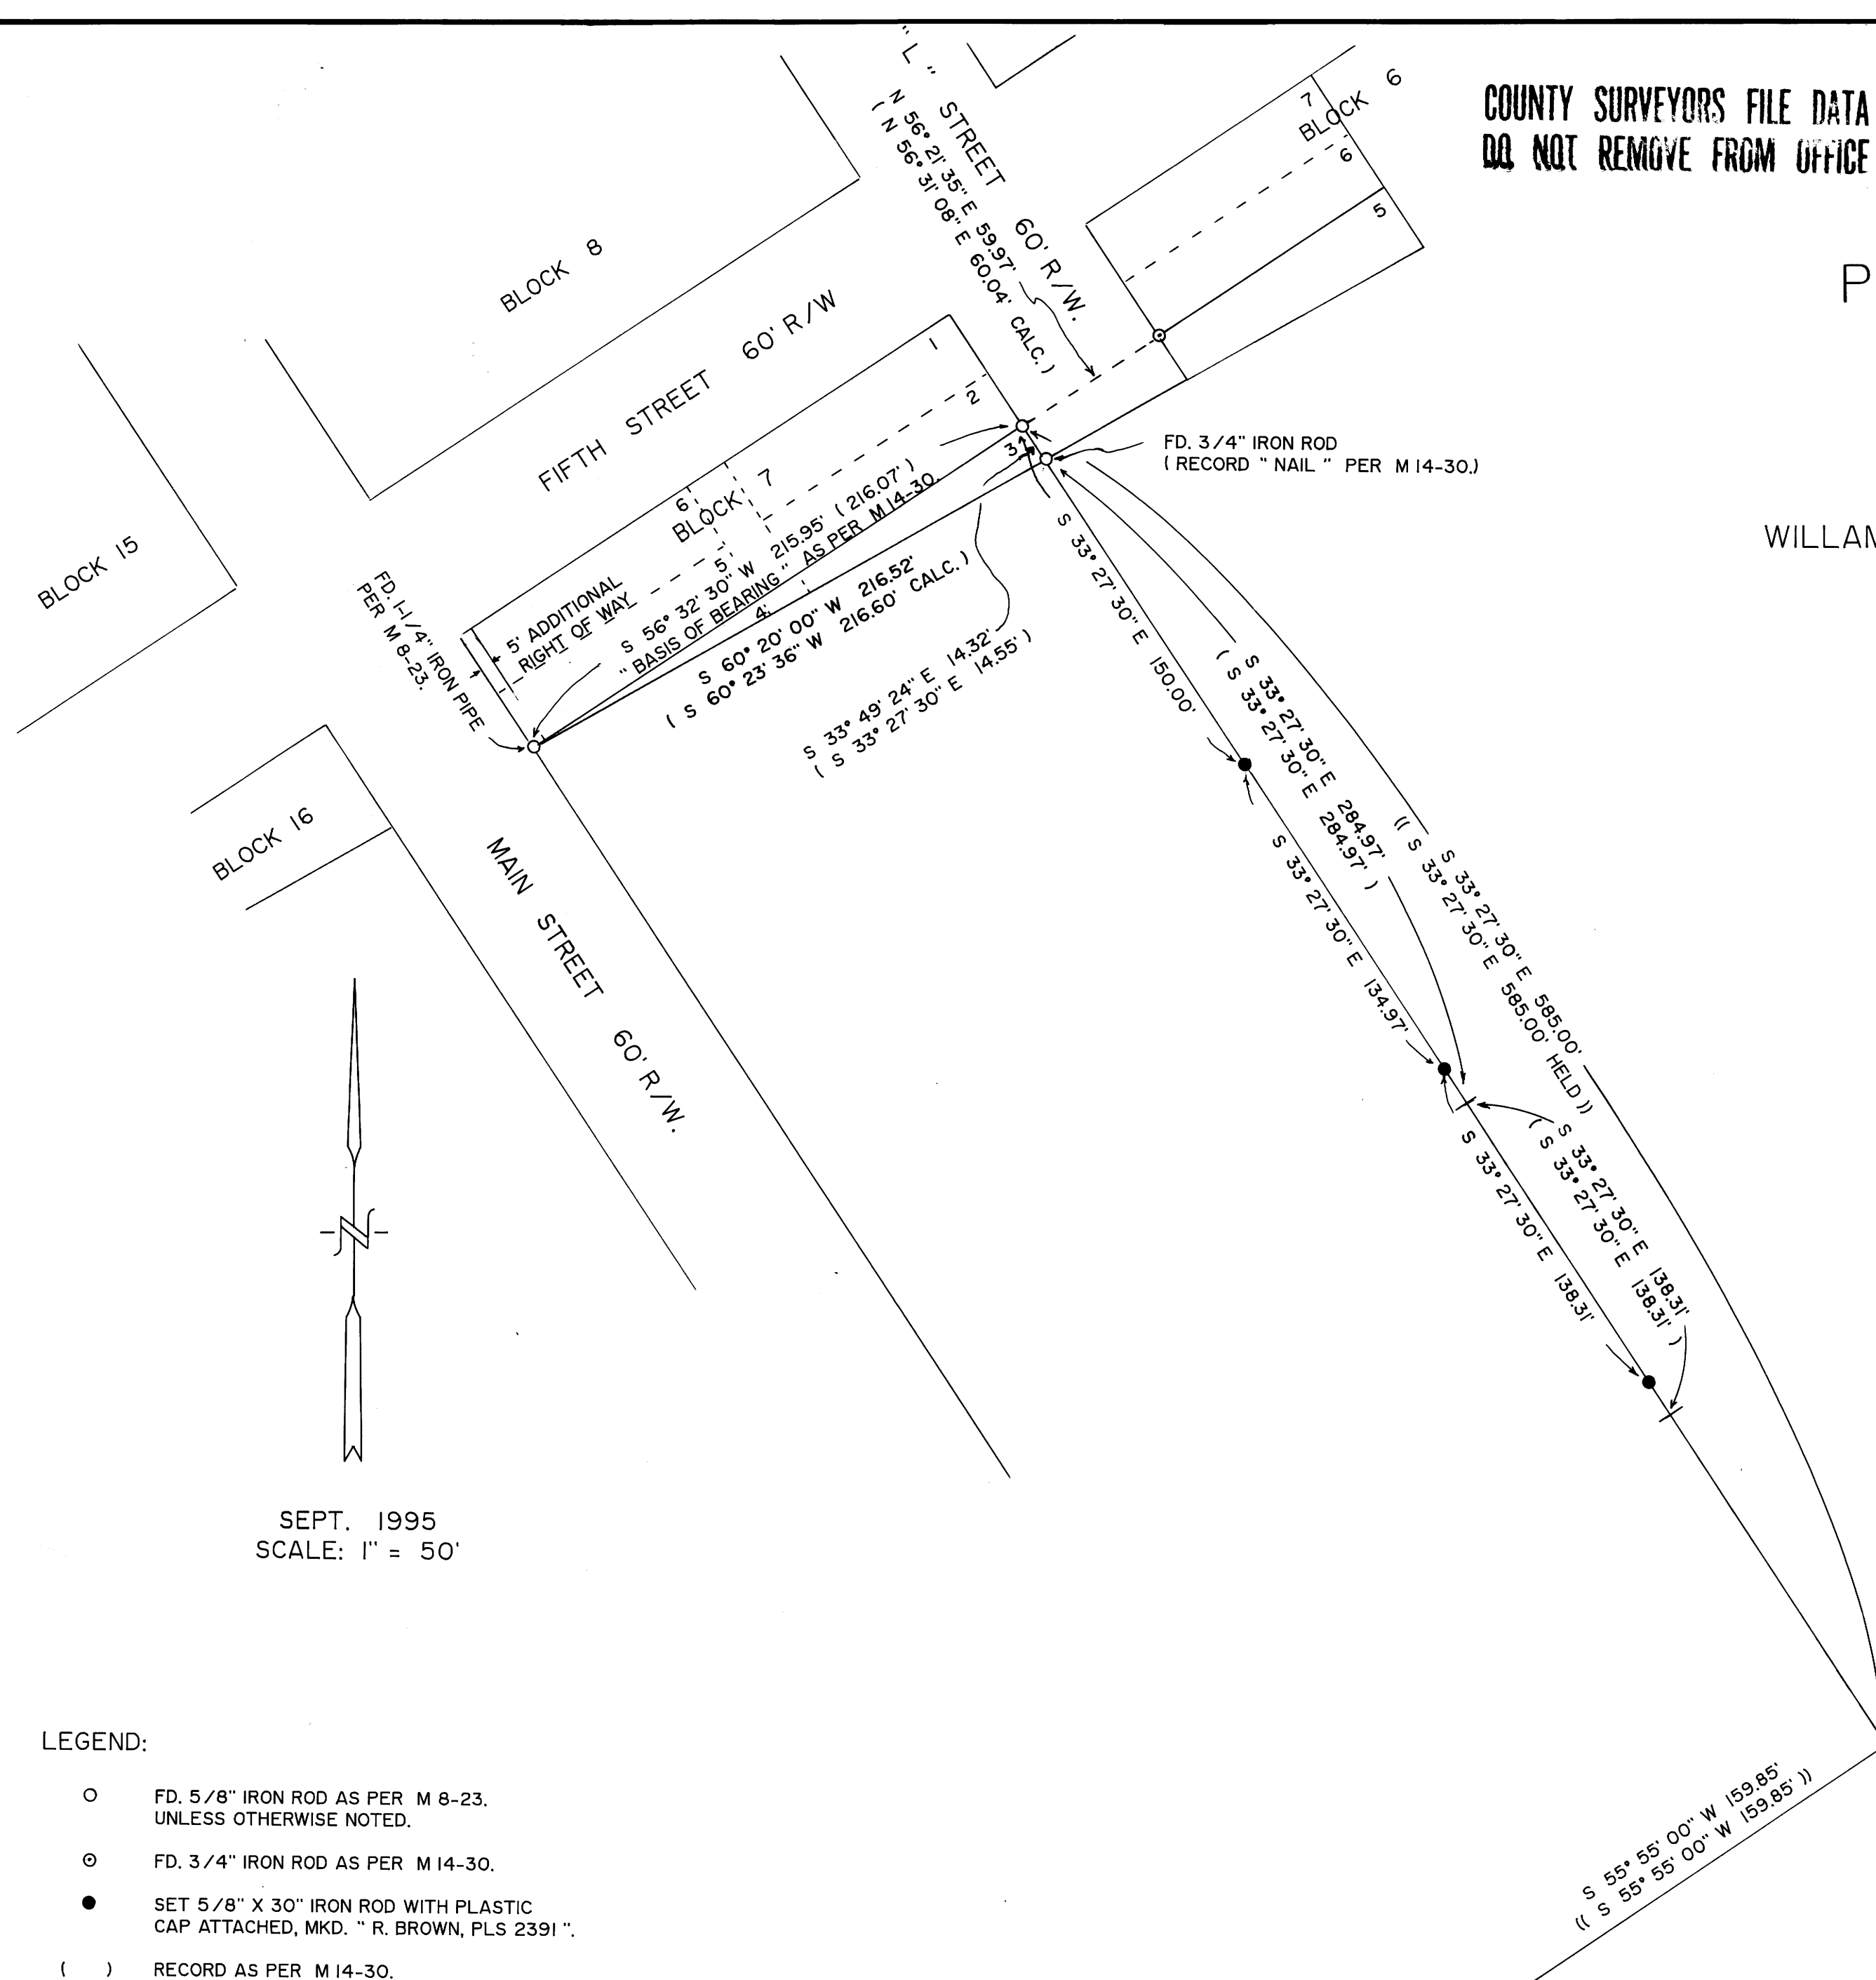 COUNTY SURVEYORS FILE DATA
DO NOT REMOVE FROM OFFICE
P
WILLAM
"L" STREET 60' R/W.
N 56° 21' 35" E 59.97'
( N 56° 31' 08" E 60.04' CALC. )
7
BLOCK 6
6
5
BLOCK 8
FIFTH STREET 60' R/W
1
2
3
BLOCK 7
6
5
4
BLOCK 15
5' ADDITIONAL
RIGHT OF WAY
FD. 1-1/4" IRON PIPE
PER M 8-23.
S 56° 32' 30" W 215.95' ( 216.07' )
" BASIS OF BEARING " AS PER M 14-30.
S 60° 20' 00" W 216.52'
( S 60° 23' 36" W 216.60' CALC. )
S 33° 49' 24" E 14.32'
( S 33° 27' 30" E 14.55' )
FD. 3/4" IRON ROD
( RECORD " NAIL " PER M 14-30.)
S 33° 27' 30" E 150.00'
S 33° 27' 30" E 284.97'
( S 33° 27' 30" E 284.97' )
S 33° 27' 30" E 585.00'
(( S 33° 27' 30" E 585.00' HELD ))
S 33° 27' 30" E 134.97'
S 33° 27' 30" E 138.31'
( S 33° 27' 30" E 138.31' )
S 33° 27' 30" E 138.31'
BLOCK 16
MAIN STREET 60' R/W.
N
SEPT. 1995
SCALE: 1" = 50'
S 55° 55' 00" W 159.85'
(( S 55° 55' 00" W 159.85' ))
LEGEND:
FD. 5/8" IRON ROD AS PER M 8-23.
UNLESS OTHERWISE NOTED.
FD. 3/4" IRON ROD AS PER M 14-30.
SET 5/8" X 30" IRON ROD WITH PLASTIC
CAP ATTACHED, MKD. " R. BROWN, PLS 2391 ".
( ) RECORD AS PER M 14-30.